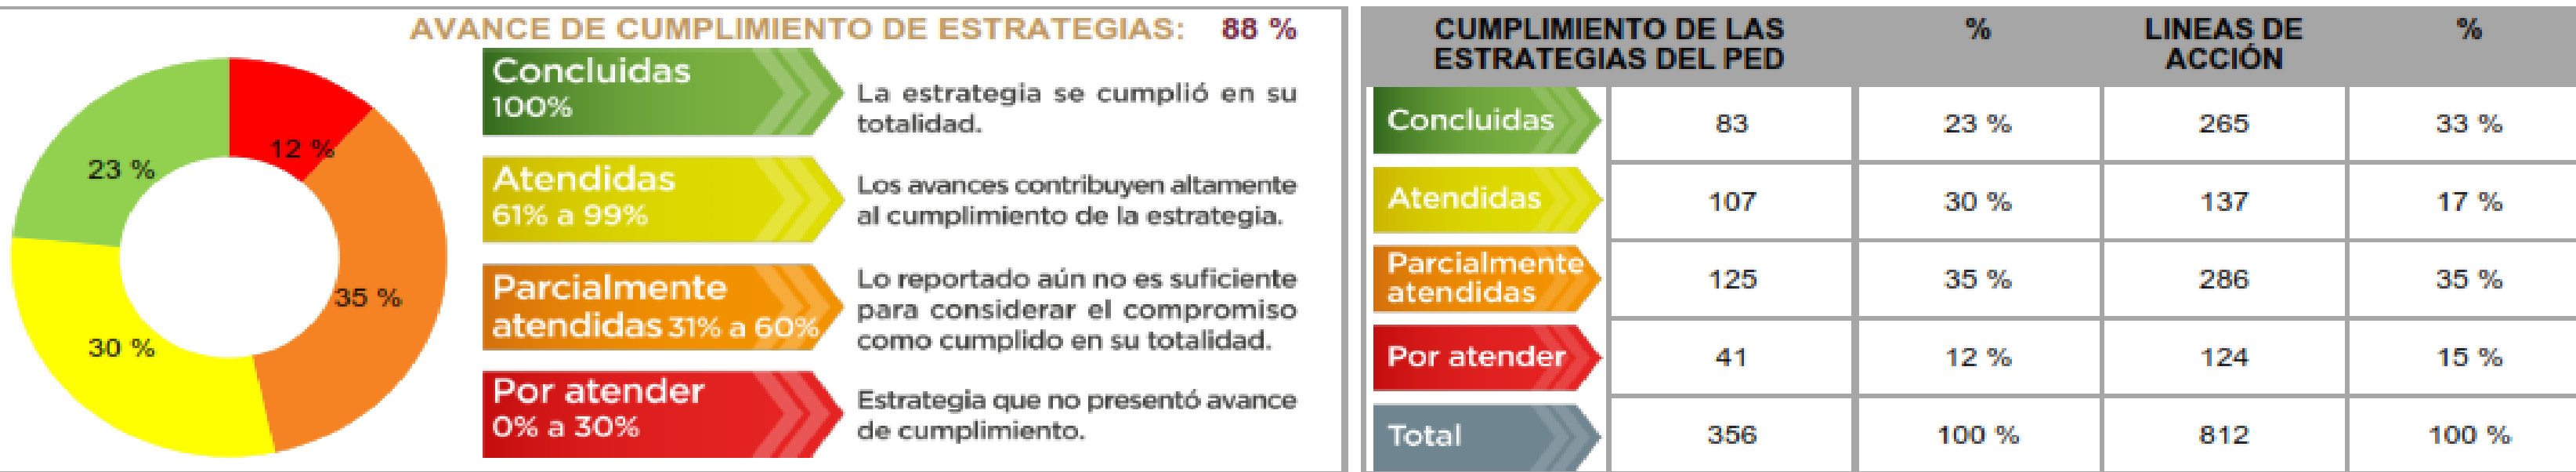 AVANCE DE CUMPLIMIENTO DE ESTRATEGIAS: 88 %
23 %
12 %
35 %
30 %
Concluidas
100%
La estrategia se cumplió en su
totalidad.
Atendidas
61% a 99%
Los avances contribuyen altamente
al cumplimiento de la estrategia.
Parcialmente
atendidas 31% a 60%
Lo reportado aún no es suficiente
para considerar el compromiso
como cumplido en su totalidad.
Por atender
0% a 30%
Estrategia que no presentó avance
de cumplimiento.
CUMPLIMIENTO DE LAS
ESTRATEGIAS DEL PED
%
LINEAS DE
ACCIÓN
%
Concluidas 83 23 % 265 33 %
Atendidas 107 30 % 137 17 %
Parcialmente
atendidas
125 35 % 286 35 %
Por atender 41 12 % 124 15 %
Total 356 100 % 812 100 %